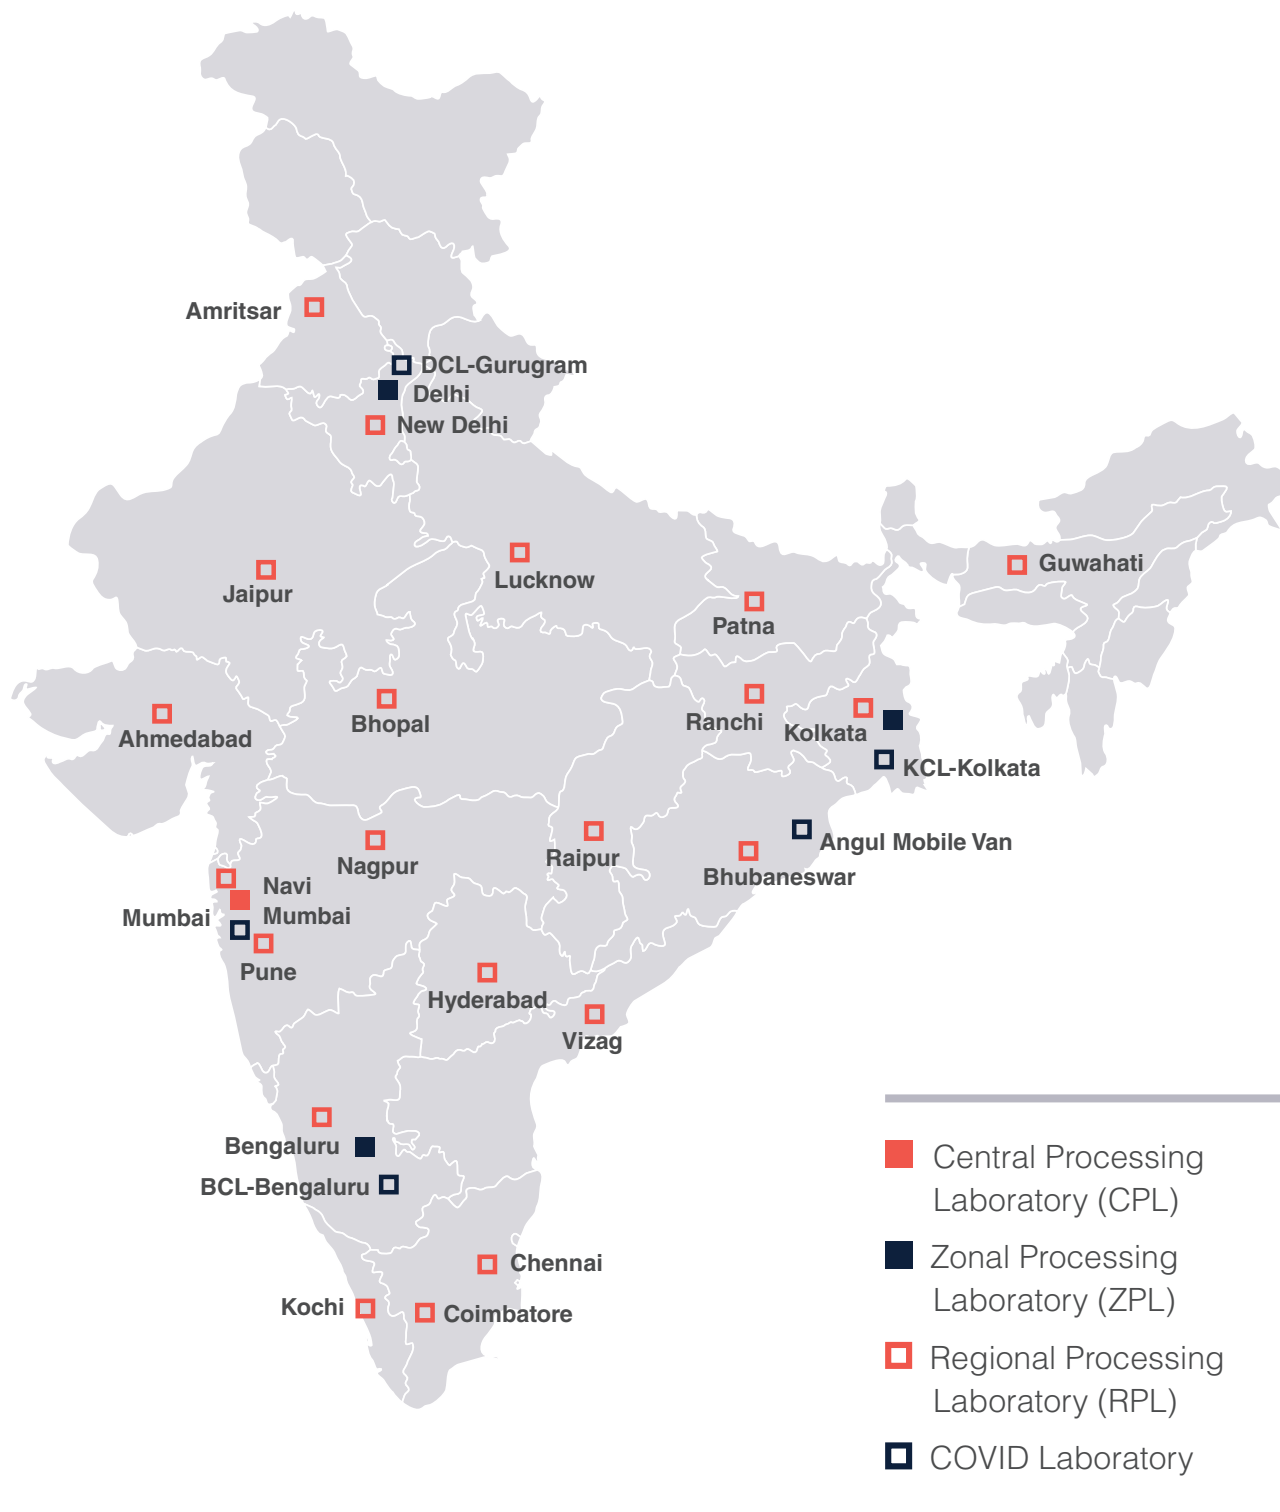 Amritsar
DCL-Gurugram
Delhi
New Delhi
Guwahati
Lucknow
Jaipur
Patna
Ranchi
Bhopal
Kolkata
Ahmedabad
KCL-Kolkata
Angul Mobile Van
Raipur
Nagpur
Bhubaneswar
Navi
Mumbai
Mumbai
Pune
Hyderabad
Vizag
Bengaluru
BCL-Bengaluru
Chennai
Kochi
Coimbatore
Central Processing
Laboratory (CPL)
Zonal Processing
Laboratory (ZPL)
Regional Processing
Laboratory (RPL)
COVID Laboratory